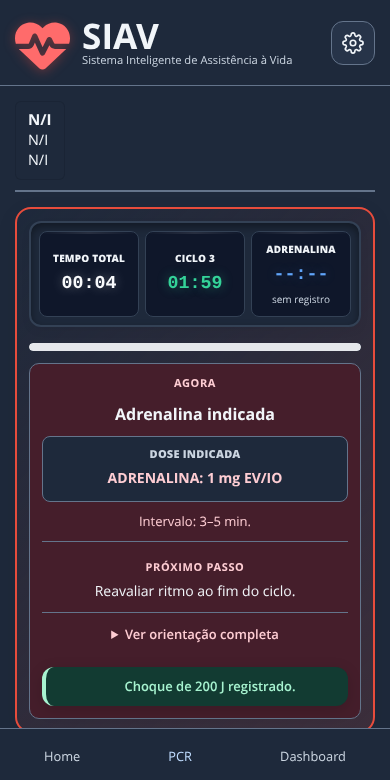 SIAV
Sistema Inteligente de Assistência à Vida
N/I
N/I
N/I
TEMPO TOTAL
00:04
CICLO 3
01:59
ADRENALINA
--:--
sem registro
AGORA
Adrenalina indicada
DOSE INDICADA
ADRENALINA: 1 mg EV/IO
Intervalo: 3–5 min.
PRÓXIMO PASSO
Reavaliar ritmo ao fim do ciclo.
▶ Ver orientação completa
Choque de 200 J registrado.
Home
PCR
Dashboard